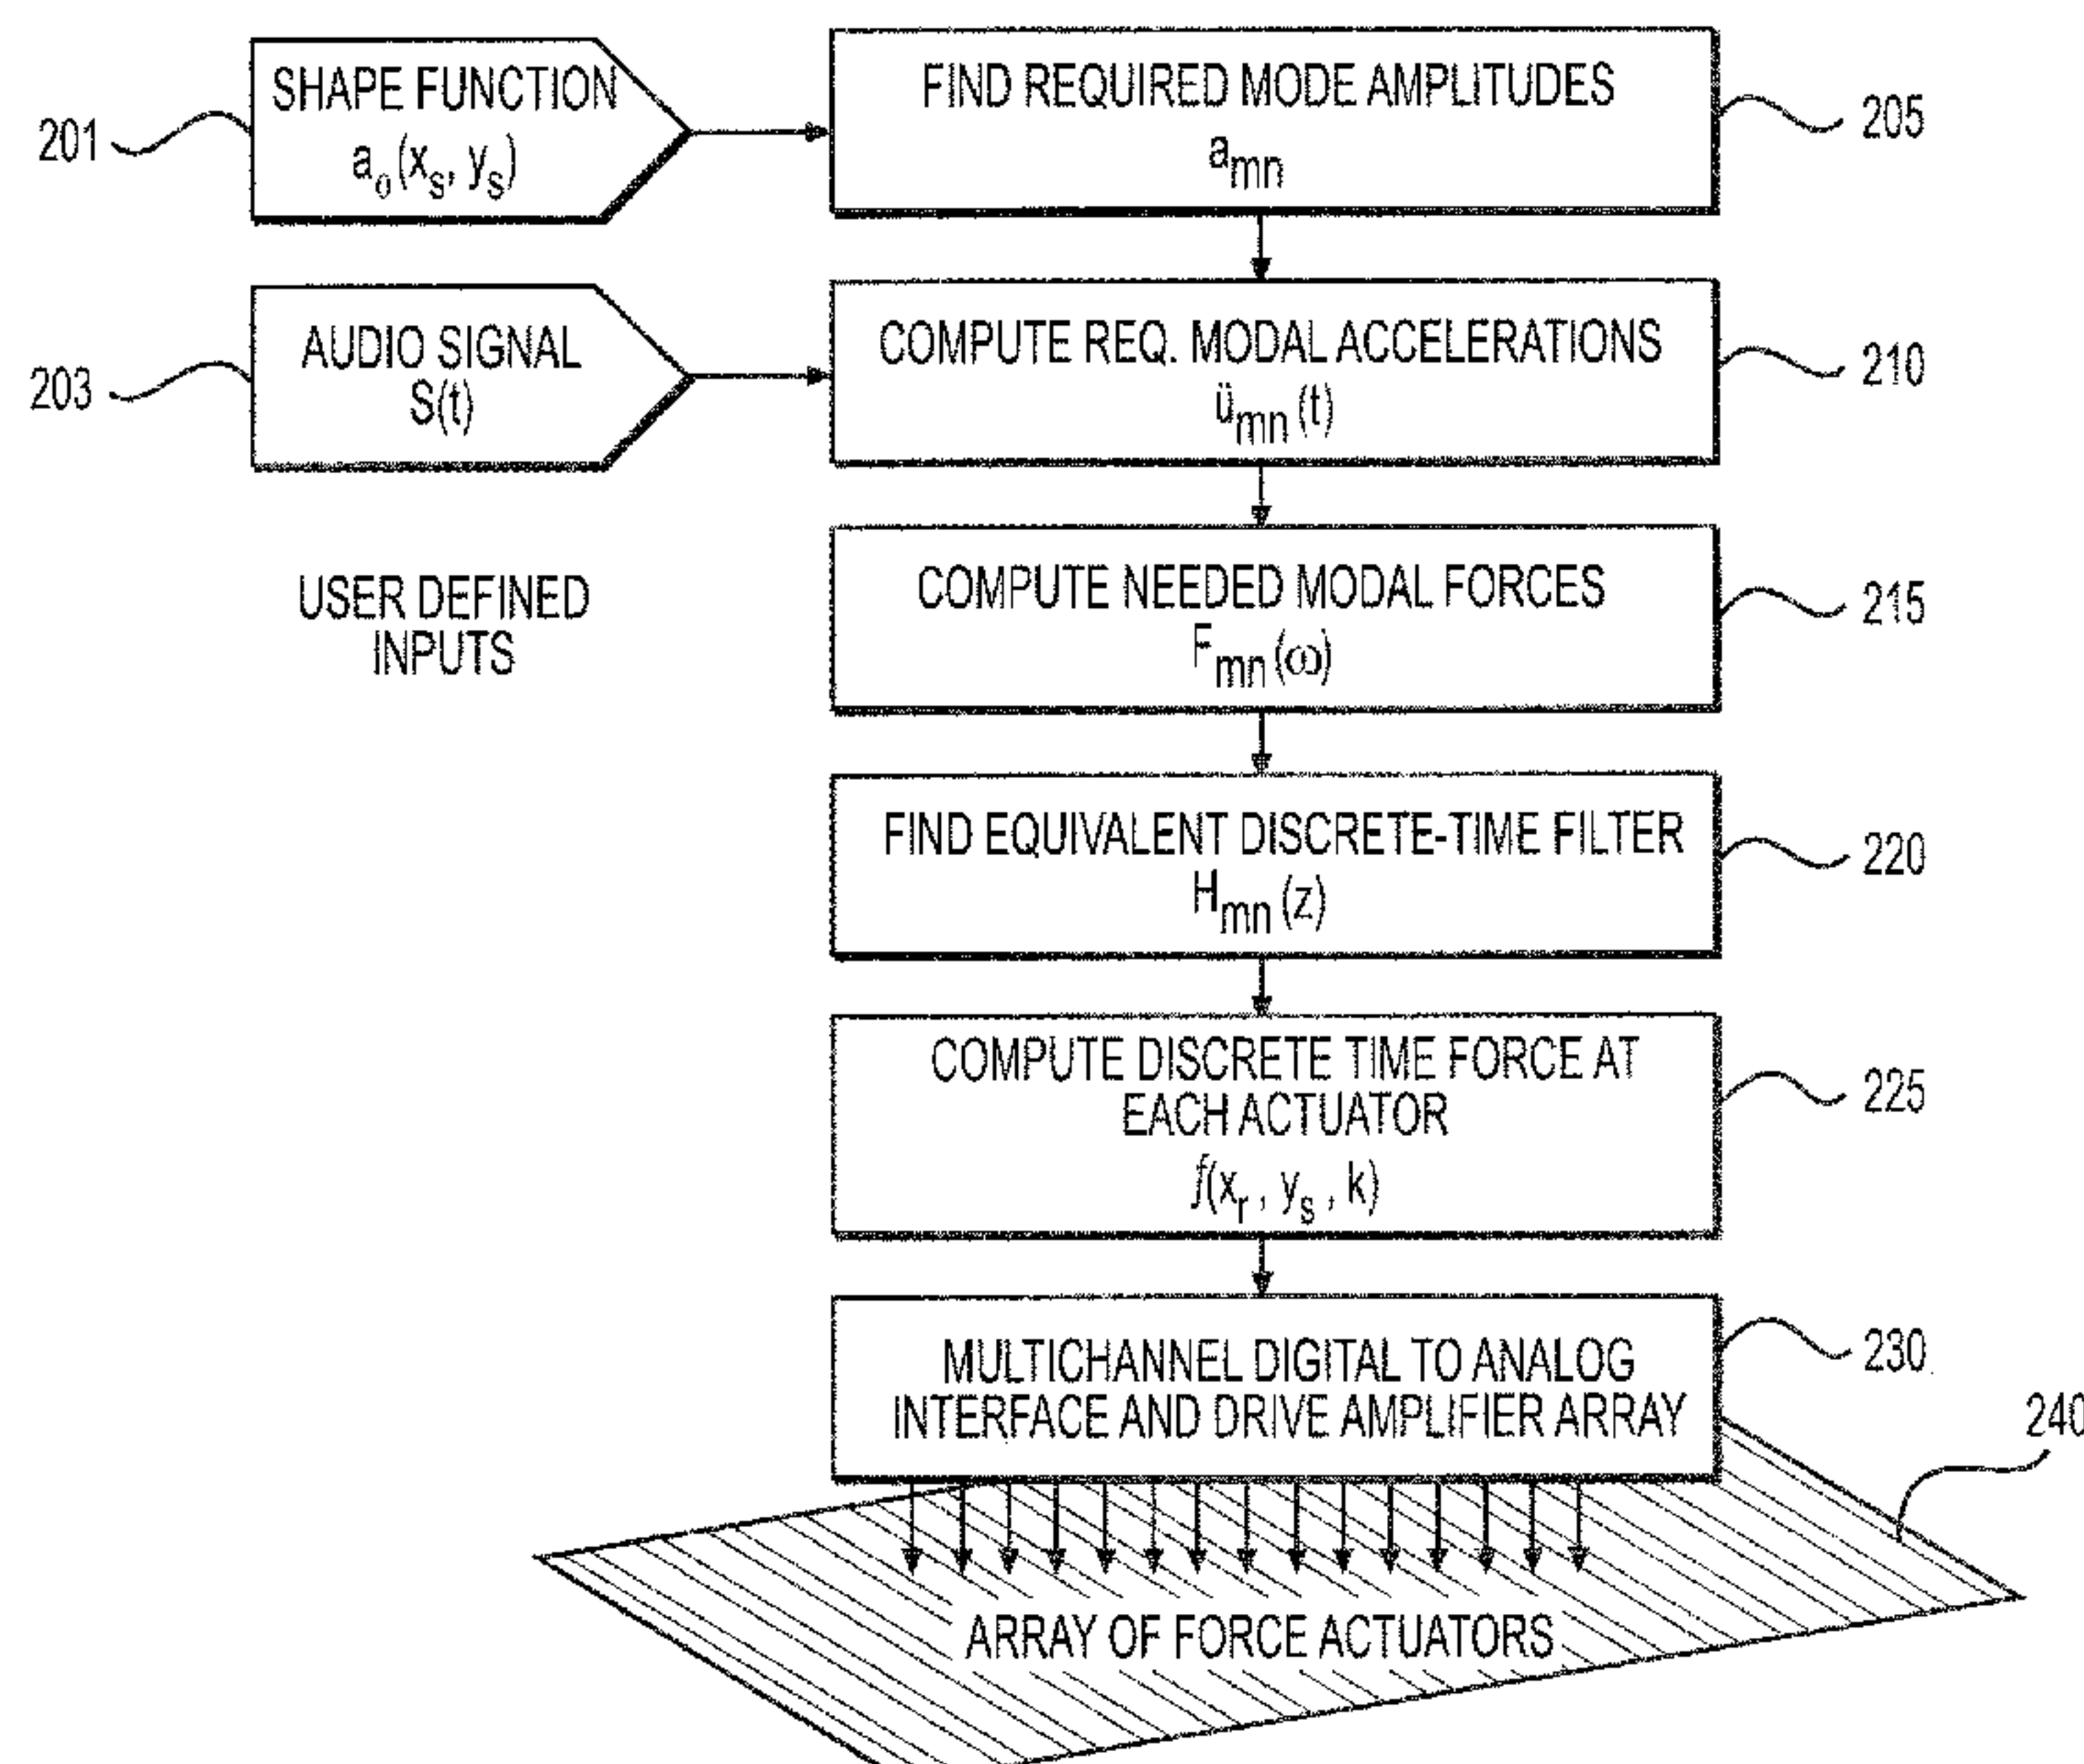 SHAPE FUNCTION
aₒ(xₛ, yₛ)
201
FIND REQUIRED MODE AMPLITUDES
aₘₙ
205
AUDIO SIGNAL
S(t)
203
COMPUTE REQ. MODAL ACCELERATIONS
üₘₙ(t)
210
USER DEFINED
INPUTS
COMPUTE NEEDED MODAL FORCES
Fₘₙ(ω)
215
FIND EQUIVALENT DISCRETE-TIME FILTER
Hₘₙ(z)
220
COMPUTE DISCRETE TIME FORCE AT
EACH ACTUATOR
f(xᵣ, yₛ, k)
225
MULTICHANNEL DIGITAL TO ANALOG
INTERFACE AND DRIVE AMPLIFIER ARRAY
230
240
ARRAY OF FORCE ACTUATORS